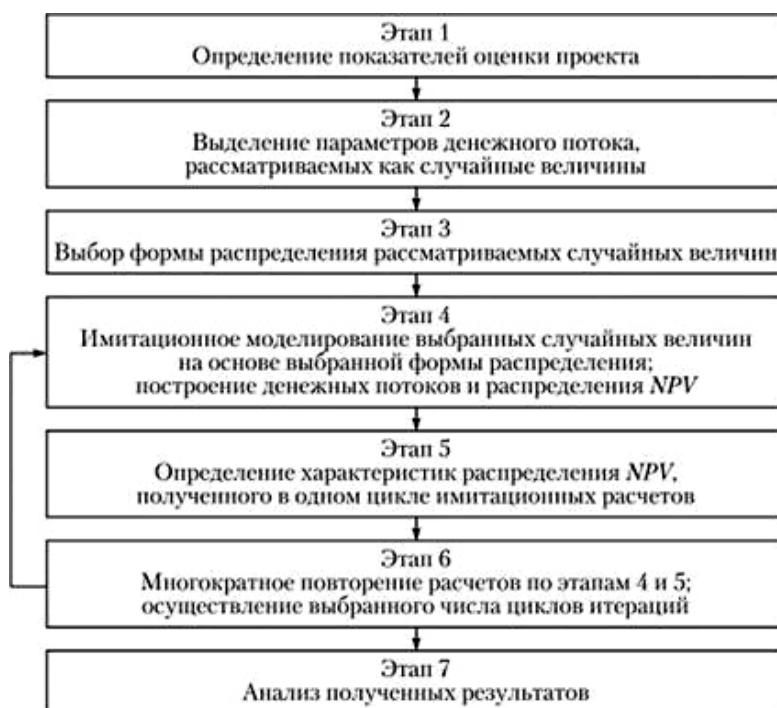 Этап 1
Определение показателей оценки проекта
Этап 2
Выделение параметров денежного потока,
рассматриваемых как случайные величины
Этап 3
Выбор формы распределения рассматриваемых случайных величин
Этап 4
Имитационное моделирование выбранных случайных величин
на основе выбранной формы распределения;
построение денежных потоков и распределения NPV
Этап 5
Определение характеристик распределения NPV,
полученного в одном цикле имитационных расчетов
Этап 6
Многократное повторение расчетов по этапам 4 и 5;
осуществление выбранного числа циклов итераций
Этап 7
Анализ полученных результатов